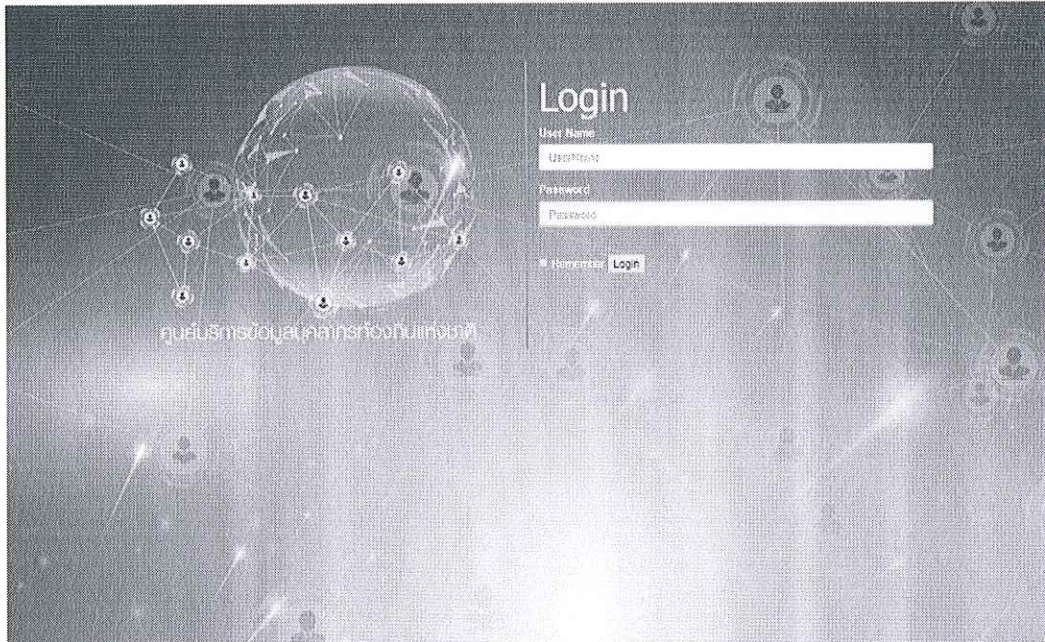 Login
User Name
UserName
Password
Password
Remember Login
ศูนย์บริการข้อมูลบุคลากรท้องถิ่นแห่งชาติ